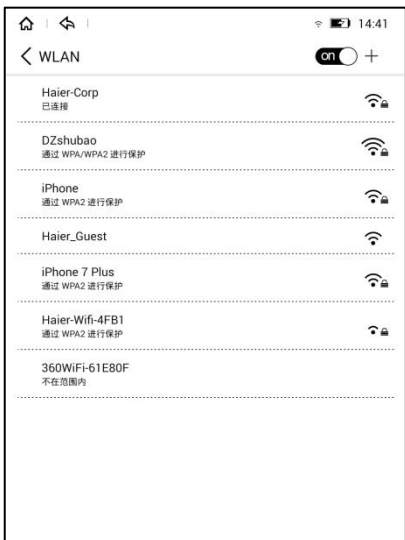 14:41
WLAN
on
Haier-Corp
已连接
DZshubao
通过 WPA/WPA2 进行保护
iPhone
通过 WPA2 进行保护
Haier_Guest
iPhone 7 Plus
通过 WPA2 进行保护
Haier-Wifi-4FB1
通过 WPA2 进行保护
360WiFi-61E80F
不在范围内